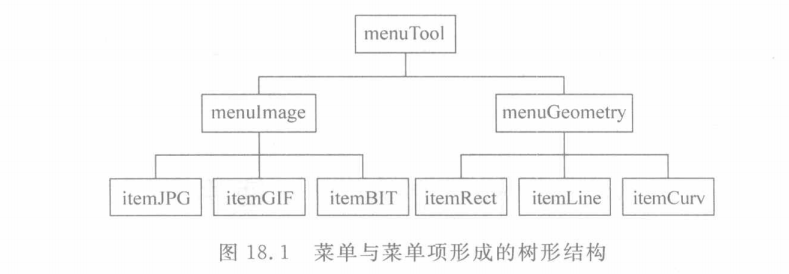 menuTool
menuImage menuGeometry
itemJPG itemGIF itemBIT itemRect itemLine itemCurv
图 18.1 菜单与菜单项形成的树形结构